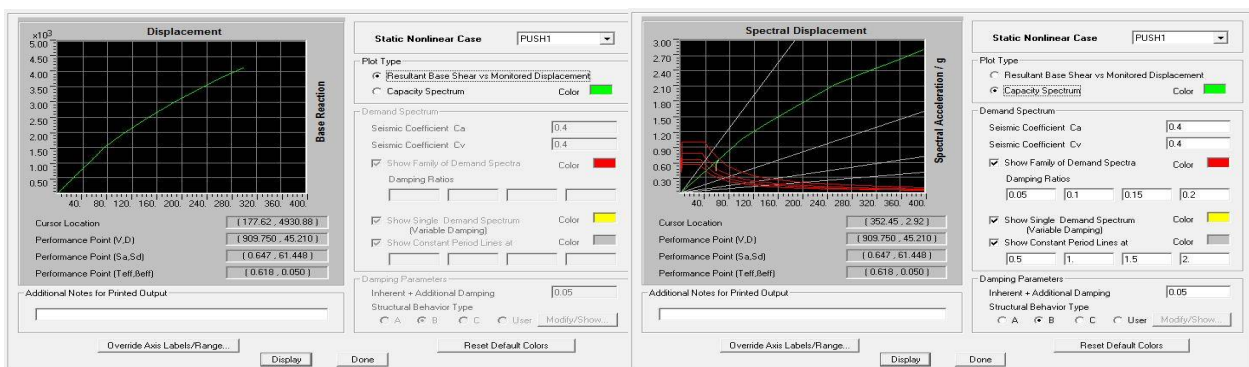 Displacement
x10³
5.00
4.50
4.00
3.50
3.00
2.50
2.00
1.50
1.00
0.50
40. 80. 120. 160. 200. 240. 280. 320. 360. 400.
Base Reaction
Cursor Location ( 177.62 , 4930.88 )
Performance Point (V,D) ( 909.750 , 45.210 )
Performance Point (Sa,Sd) ( 0.647 , 61.448 )
Performance Point (Teff,ßeff) ( 0.618 , 0.050 )
Additional Notes for Printed Output
Static Nonlinear Case PUSH1
Plot Type
Resultant Base Shear vs Monitored Displacement
Capacity Spectrum Color
Demand Spectrum
Seismic Coefficient Ca 0.4
Seismic Coefficient Cv 0.4
Show Family of Demand Spectra Color
Damping Ratios
Show Single Demand Spectrum Color
(Variable Damping)
Show Constant Period Lines at Color
Damping Parameters
Inherent + Additional Damping 0.05
Structural Behavior Type
A B C User Modify/Show...
Override Axis Labels/Range... Reset Default Colors
Display Done
Spectral Displacement
3.00
2.70
2.40
2.10
1.80
1.50
1.20
0.90
0.60
0.30
40. 80. 120. 160. 200. 240. 280. 320. 360. 400.
Spectral Acceleration / g
Cursor Location ( 352.45 , 2.92 )
Performance Point (V,D) ( 909.750 , 45.210 )
Performance Point (Sa,Sd) ( 0.647 , 61.448 )
Performance Point (Teff,ßeff) ( 0.618 , 0.050 )
Additional Notes for Printed Output
Static Nonlinear Case PUSH1
Plot Type
Resultant Base Shear vs Monitored Displacement
Capacity Spectrum Color
Demand Spectrum
Seismic Coefficient Ca 0.4
Seismic Coefficient Cv 0.4
Show Family of Demand Spectra Color
Damping Ratios
0.05 0.1 0.15 0.2
Show Single Demand Spectrum Color
(Variable Damping)
Show Constant Period Lines at Color
0.5 1. 1.5 2.
Damping Parameters
Inherent + Additional Damping 0.05
Structural Behavior Type
A B C User Modify/Show...
Override Axis Labels/Range... Reset Default Colors
Display Done